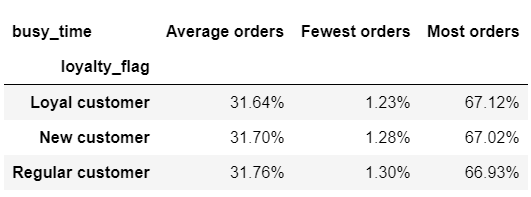 busy_time Average orders Fewest orders Most orders
loyalty_flag
Loyal customer 31.64% 1.23% 67.12%
New customer 31.70% 1.28% 67.02%
Regular customer 31.76% 1.30% 66.93%